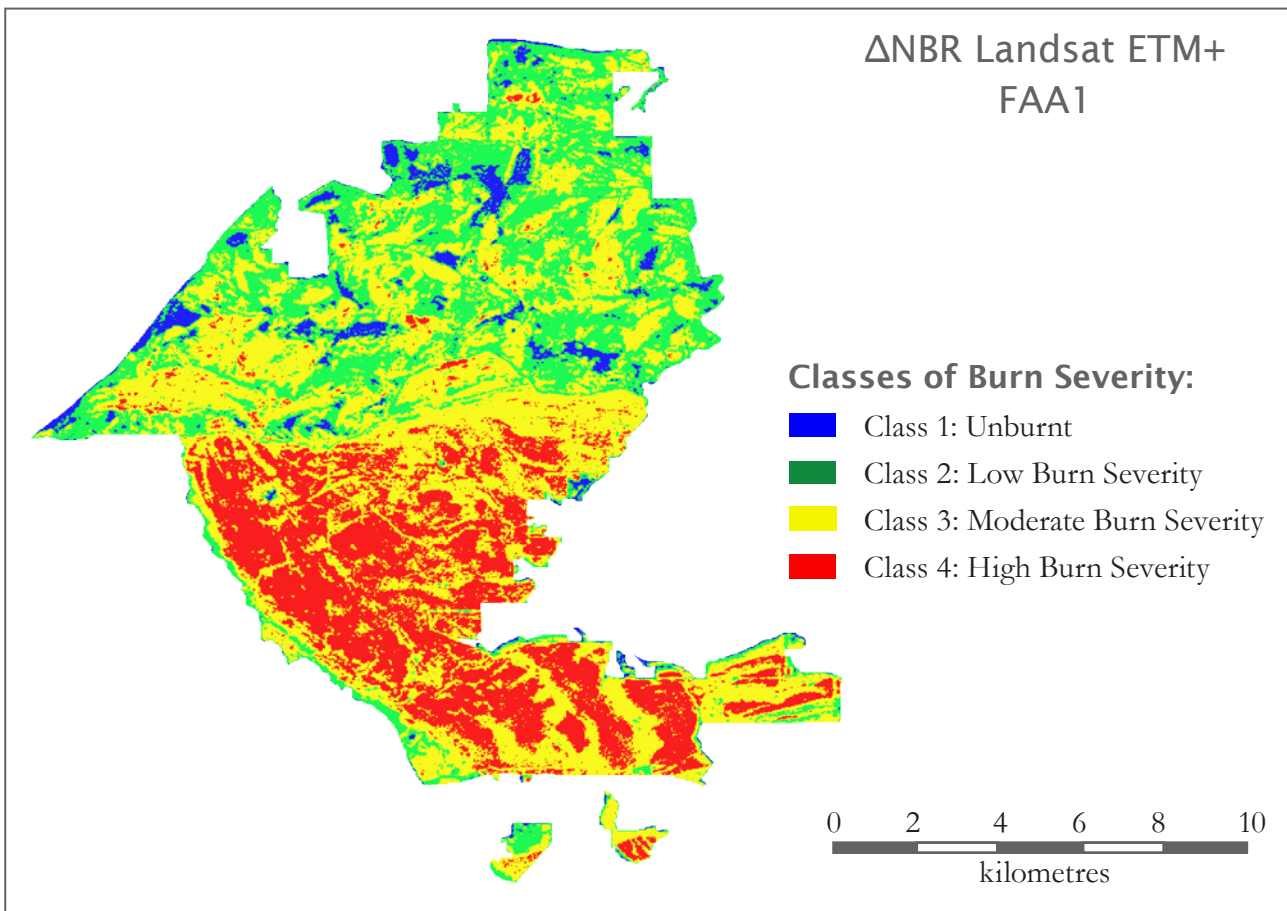 ΔNBR Landsat ETM+
FAA1
Classes of Burn Severity:
Class 1: Unburnt
Class 2: Low Burn Severity
Class 3: Moderate Burn Severity
Class 4: High Burn Severity
0 2 4 6 8 10
kilometres